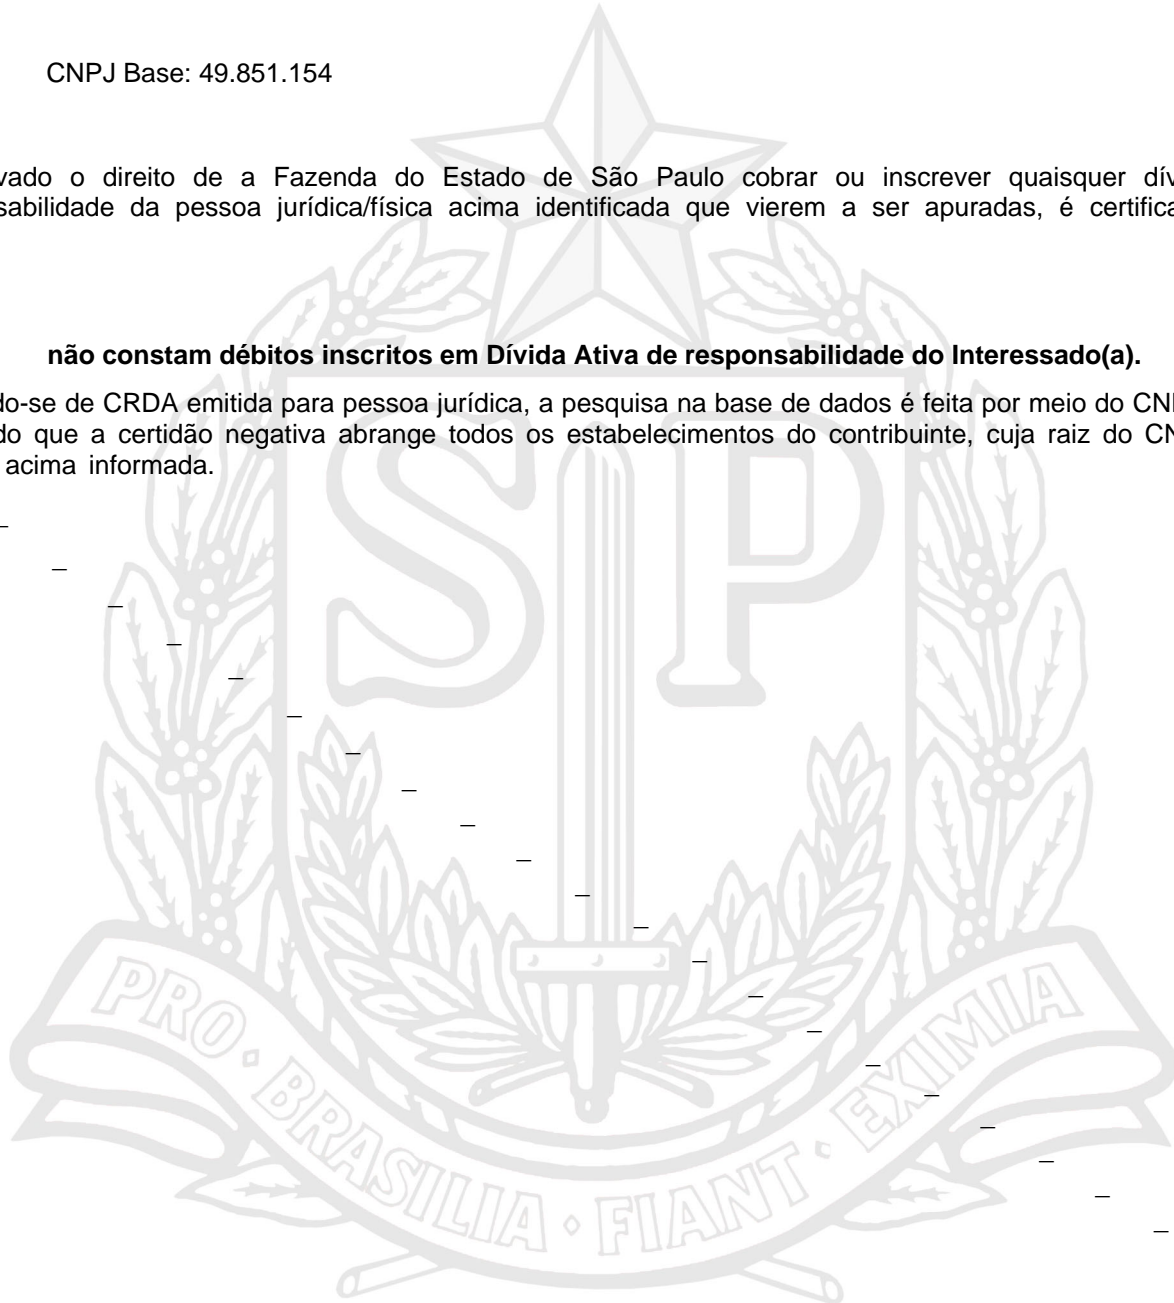 CNPJ Base: 49.851.154
vado o direito de a Fazenda do Estado de São Paulo cobrar ou inscrever quaisquer dív
sabilidade da pessoa jurídica/física acima identificada que vierem a ser apuradas, é certifica
não constam débitos inscritos em Dívida Ativa de responsabilidade do Interessado(a).
do-se de CRDA emitida para pessoa jurídica, a pesquisa na base de dados é feita por meio do CN
do que a certidão negativa abrange todos os estabelecimentos do contribuinte, cuja raiz do CN
acima informada.
SP
PRO · BRASILIA · FIANT · EXIMIA